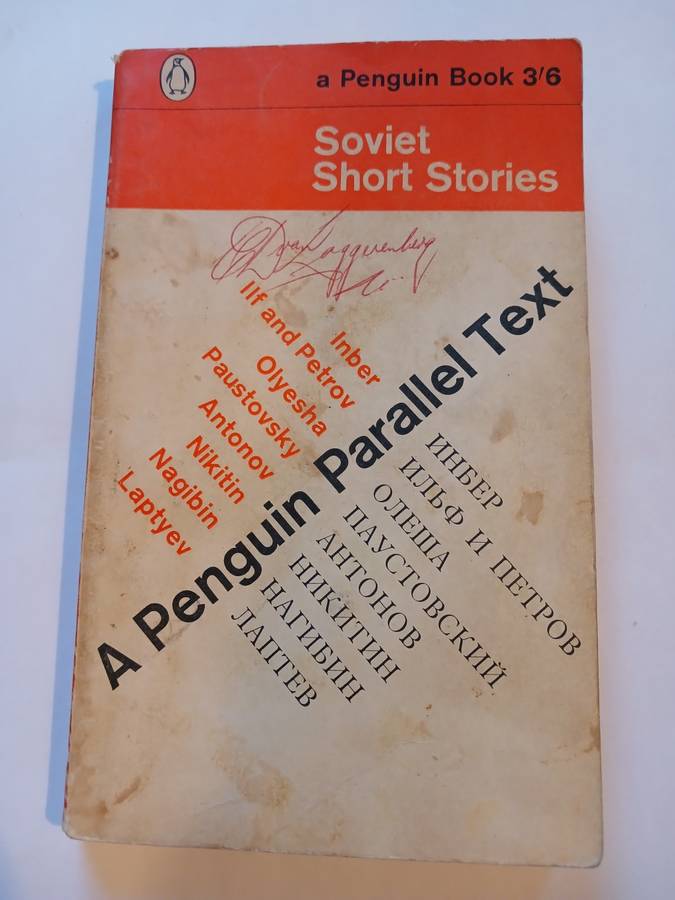 a Penguin Book 3'6
Soviet
Short Stories
Inber
Ilf and Petrov
Olyesha
Paustovsky
Antonov
Nikitin
Nagibin
Laptyev
A Penguin Parallel Text
ИНБЕР
ИЛЬФ И ПЕТРОВ
ОЛЕША
ПАУСТОВСКИЙ
АНТОНОВ
НИКИТИН
НАГИБИН
ЛАПТЕВ